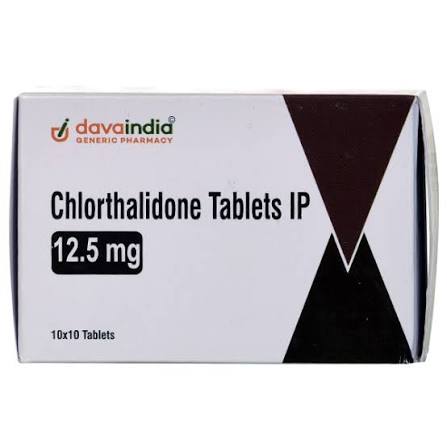 davaindia©
GENERIC PHARMACY
Chlorthalidone Tablets IP
12.5 mg
10x10 Tablets